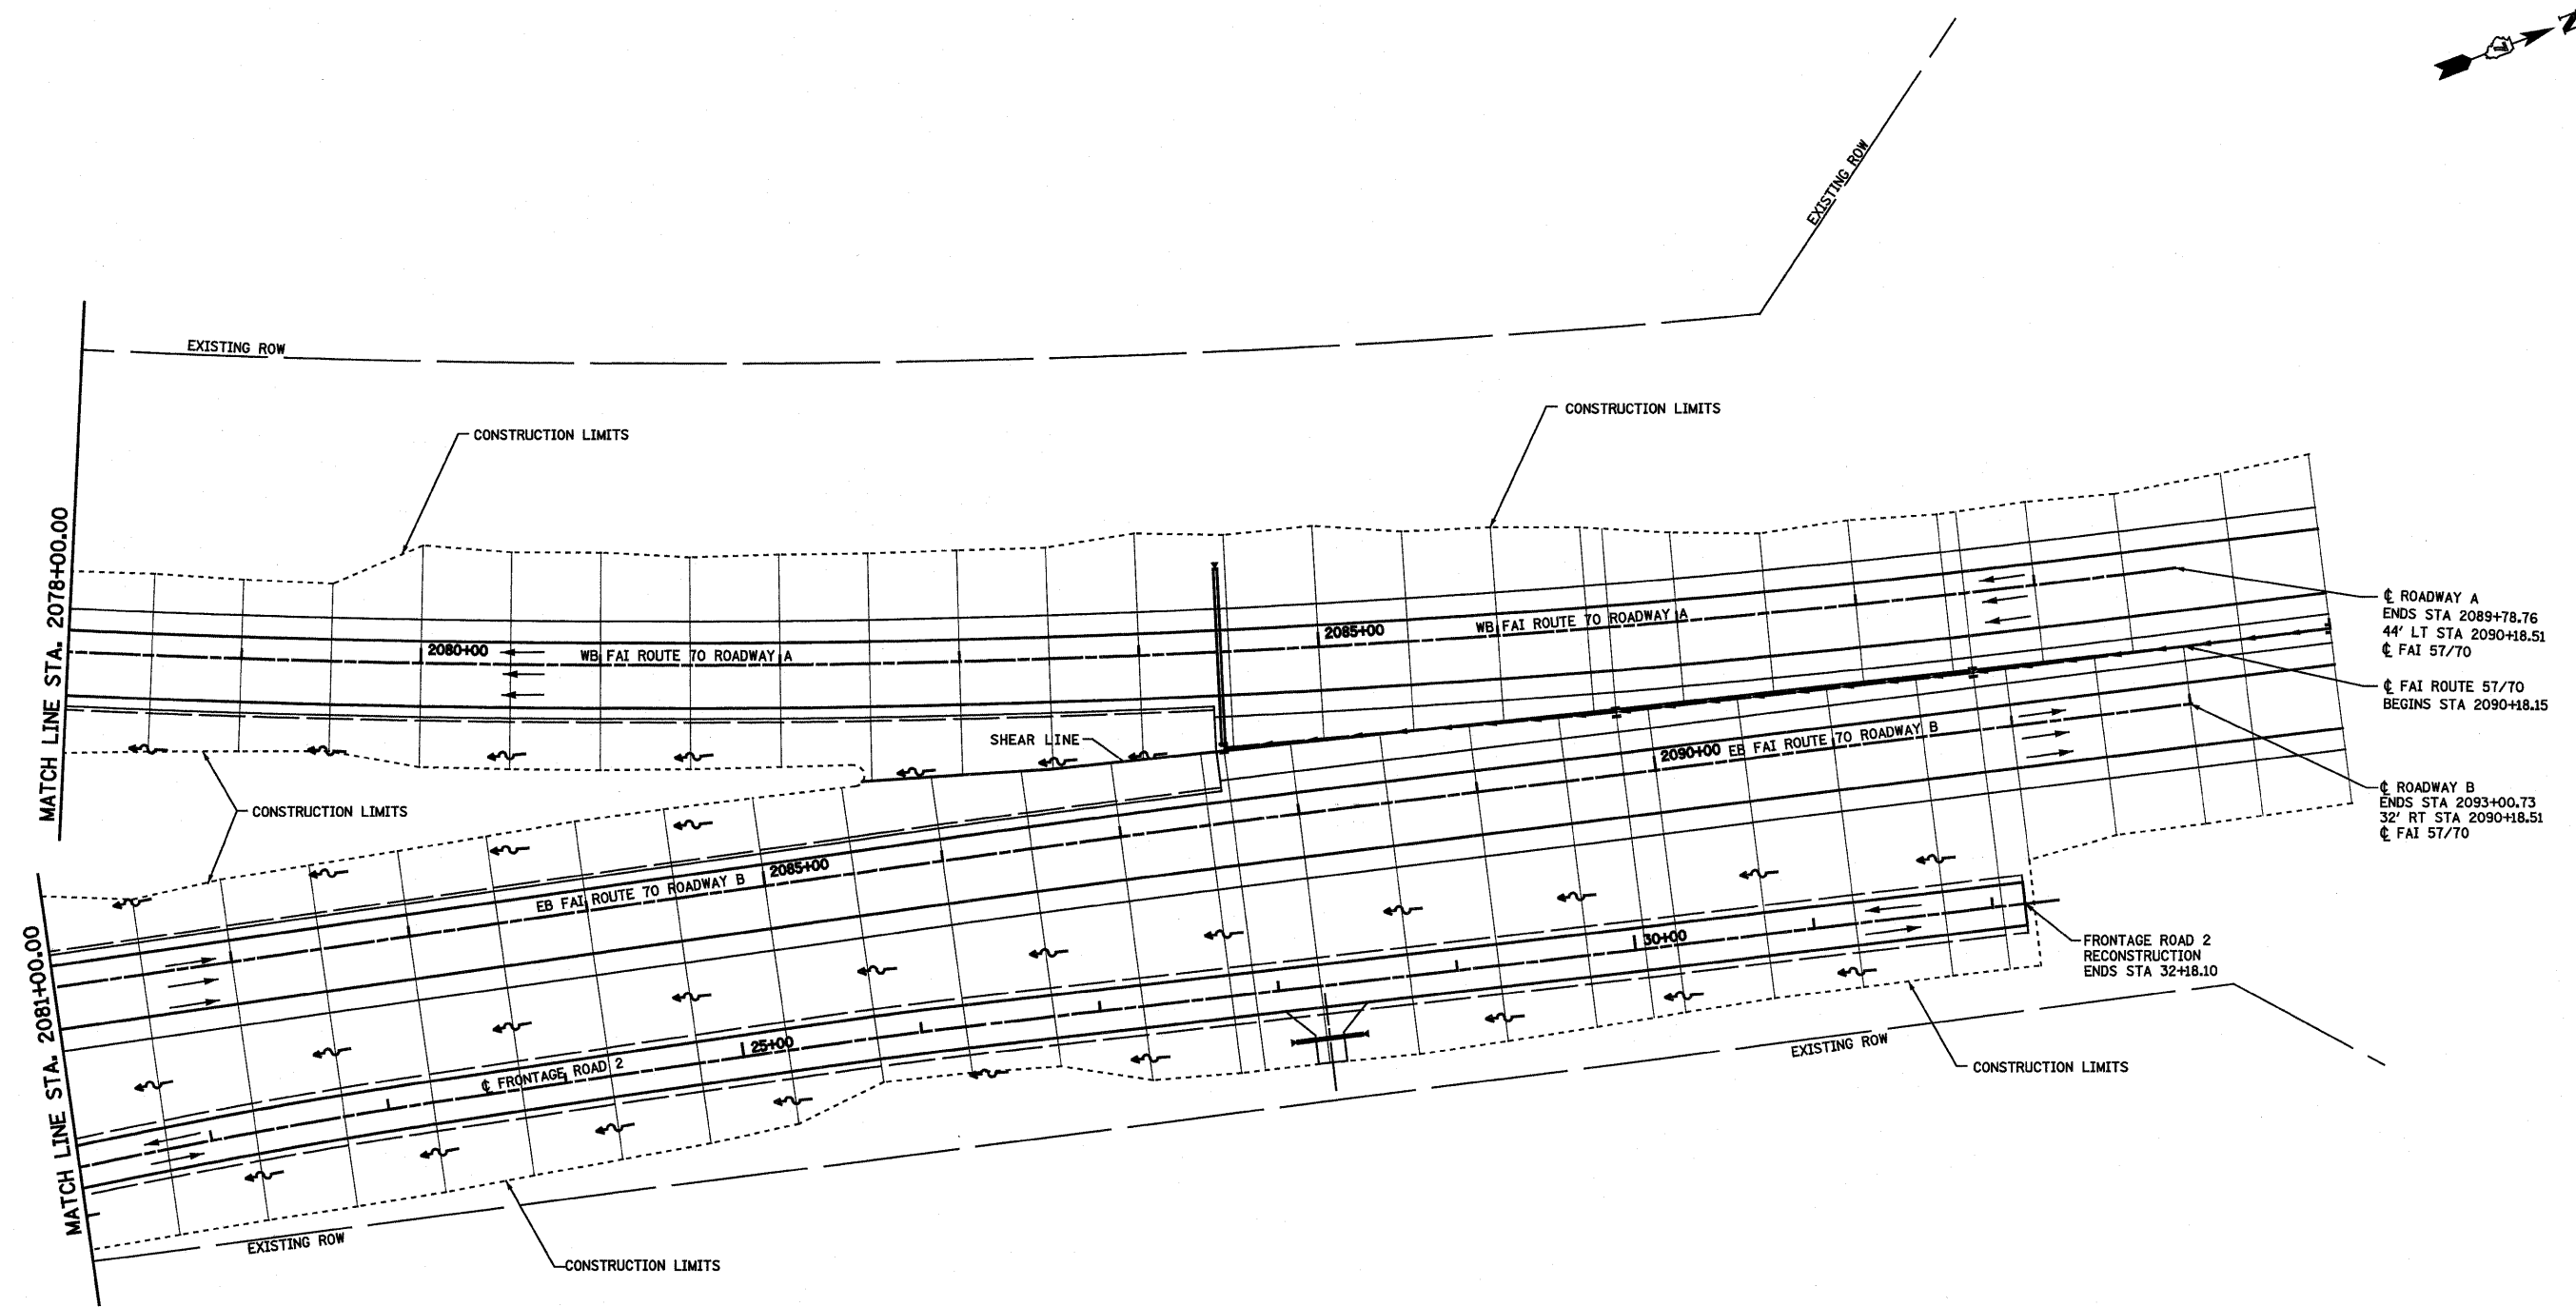 N
EXISTING ROW
EXISTING ROW
CONSTRUCTION LIMITS
CONSTRUCTION LIMITS
MATCH LINE STA. 2078+00.00
2080+00
WB FAI ROUTE 70 ROADWAY A
2085+00
WB FAI ROUTE 70 ROADWAY A
℄ ROADWAY A
ENDS STA 2089+78.76
44' LT STA 2090+18.51
℄ FAI 57/70
℄ FAI ROUTE 57/70
BEGINS STA 2090+18.15
SHEAR LINE
2090+00 EB FAI ROUTE 70 ROADWAY B
℄ ROADWAY B
ENDS STA 2093+00.73
32' RT STA 2090+18.51
℄ FAI 57/70
CONSTRUCTION LIMITS
2085+00
EB FAI ROUTE 70 ROADWAY B
MATCH LINE STA. 2081+00.00
30+00
FRONTAGE ROAD 2
RECONSTRUCTION
ENDS STA 32+18.10
25+00
℄ FRONTAGE ROAD 2
EXISTING ROW
CONSTRUCTION LIMITS
EXISTING ROW
CONSTRUCTION LIMITS